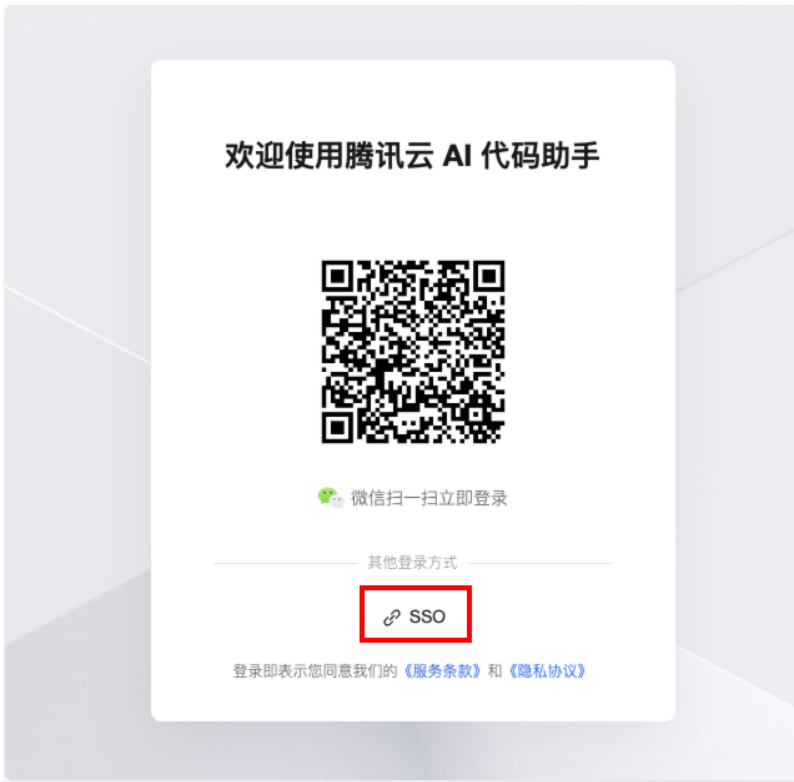 欢迎使用腾讯云 AI 代码助手
微信扫一扫立即登录
其他登录方式
SSO
登录即表示您同意我们的《服务条款》和《隐私协议》